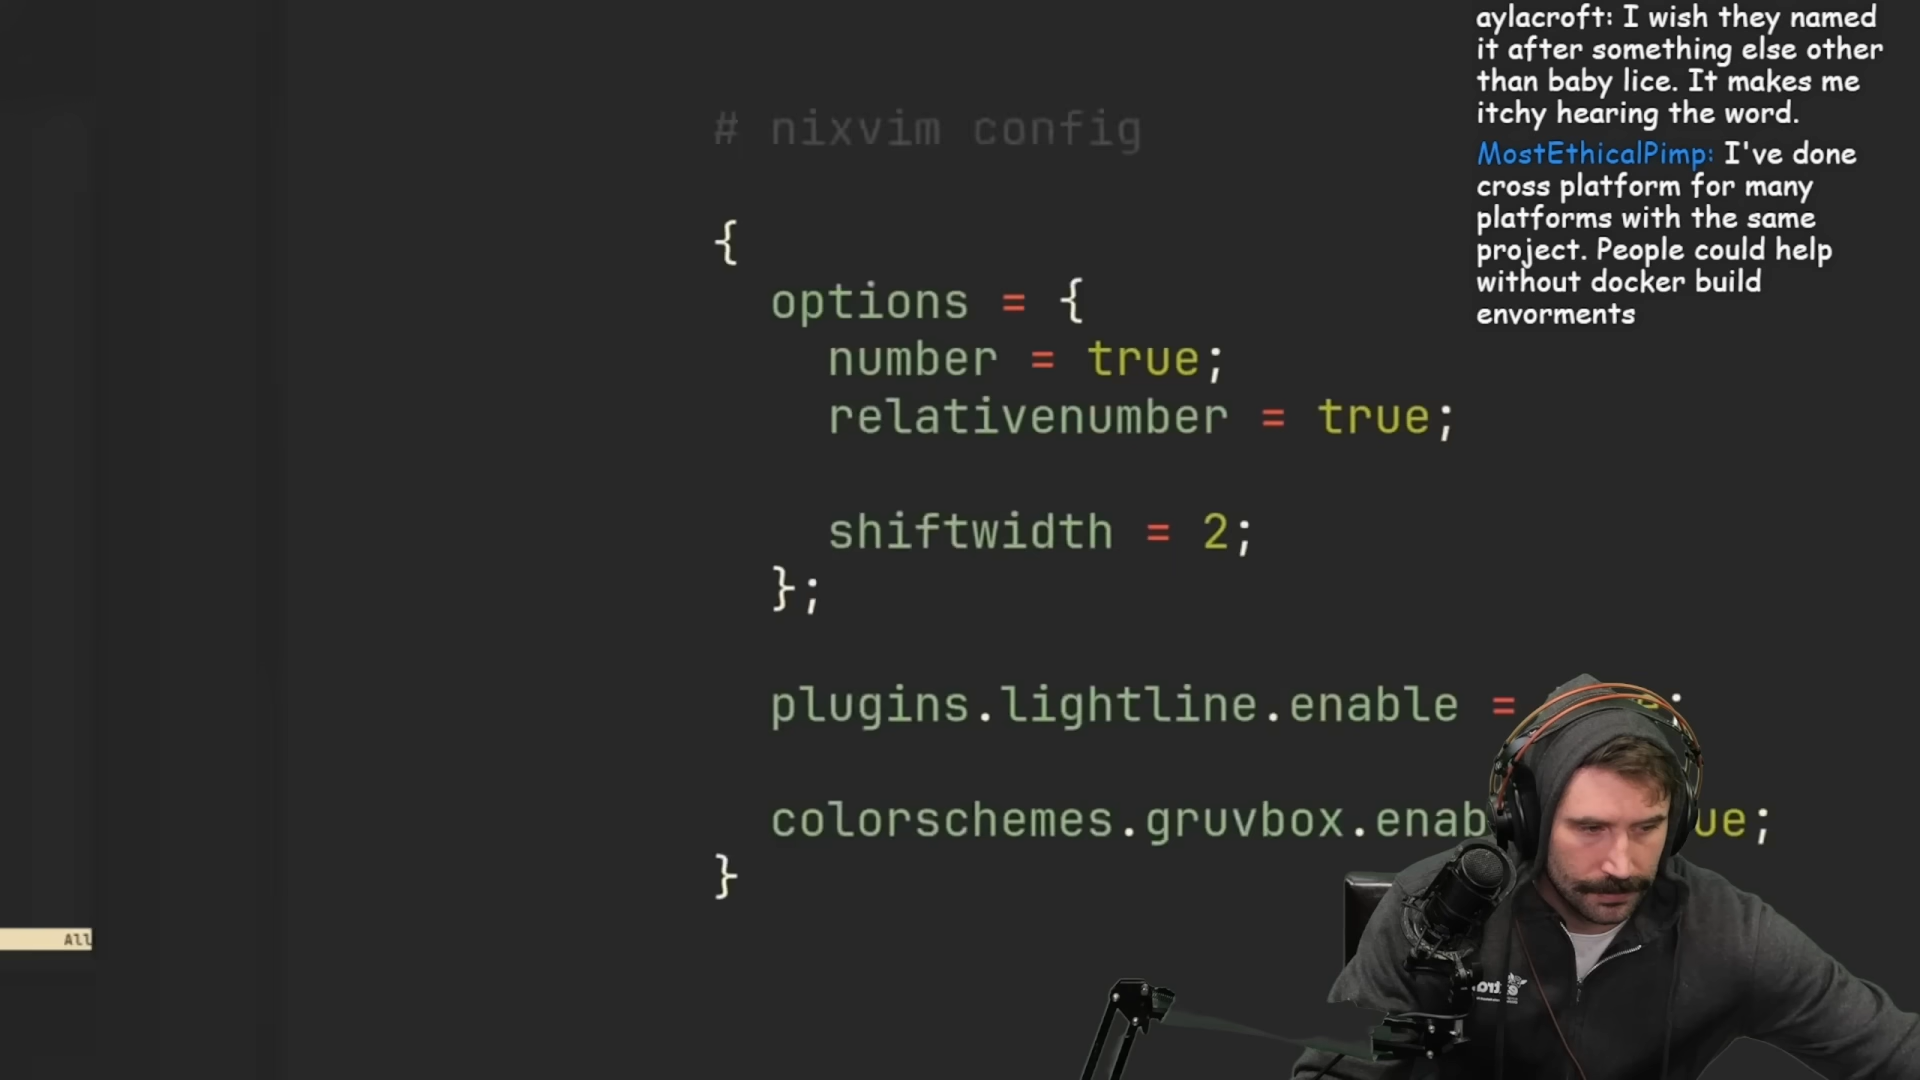 aylacroft: I wish they named
it after something else other
than baby lice. It makes me
itchy hearing the word.
MostEthicalPimp: I've done
cross platform for many
platforms with the same
project. People could help
without docker build
envorments
# nixvim config
{
options = {
number = true;
relativenumber = true;
shiftwidth = 2;
};
plugins.lightline.enable = ;
colorschemes.gruvbox.enab ue;
}
All